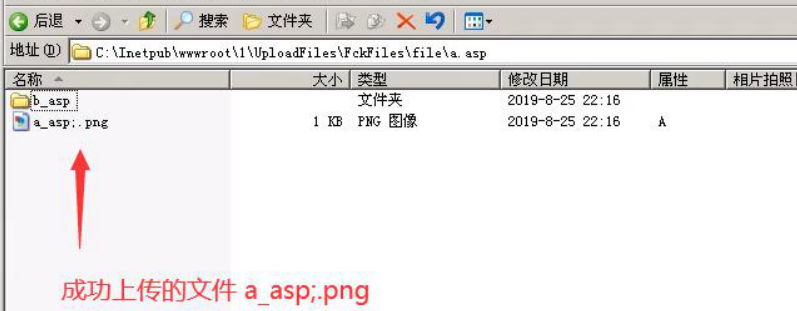 后退 搜索 文件夹
地址(D) C:\Inetpub\wwwroot\1\UploadFiles\FckFiles\file\a.asp
名称 大小 类型 修改日期 属性 相片拍照
b_asp 文件夹 2019-8-25 22:16
a_asp;.png 1 KB PNG 图像 2019-8-25 22:16 A
成功上传的文件 a_asp;.png